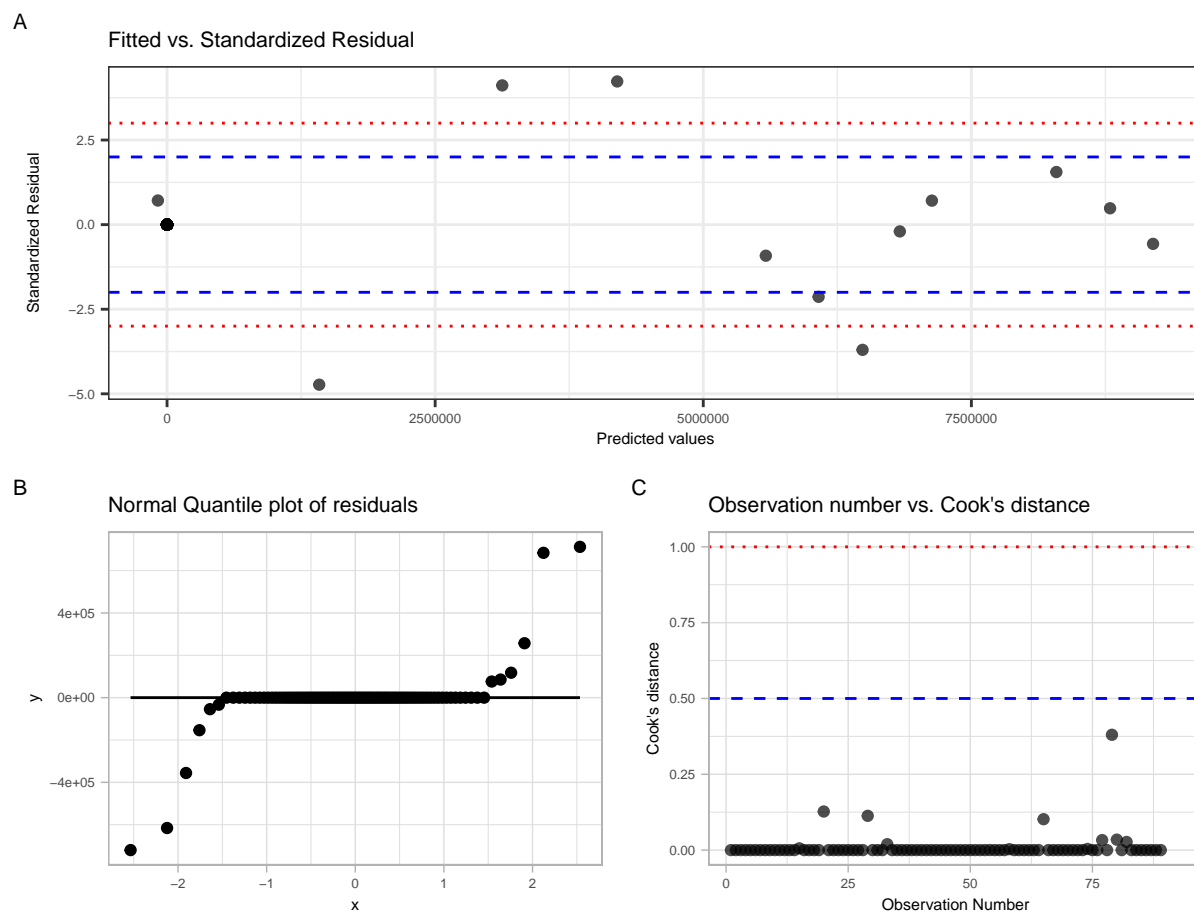 A
Fitted vs. Standardized Residual
Standardized Residual
2.5
0.0
−2.5
−5.0
0
2500000
5000000
7500000
Predicted values
B
Normal Quantile plot of residuals
y
4e+05
0e+00
−4e+05
−2
−1
0
1
2
x
C
Observation number vs. Cook's distance
Cook's distance
1.00
0.75
0.50
0.25
0.00
0
25
50
75
Observation Number